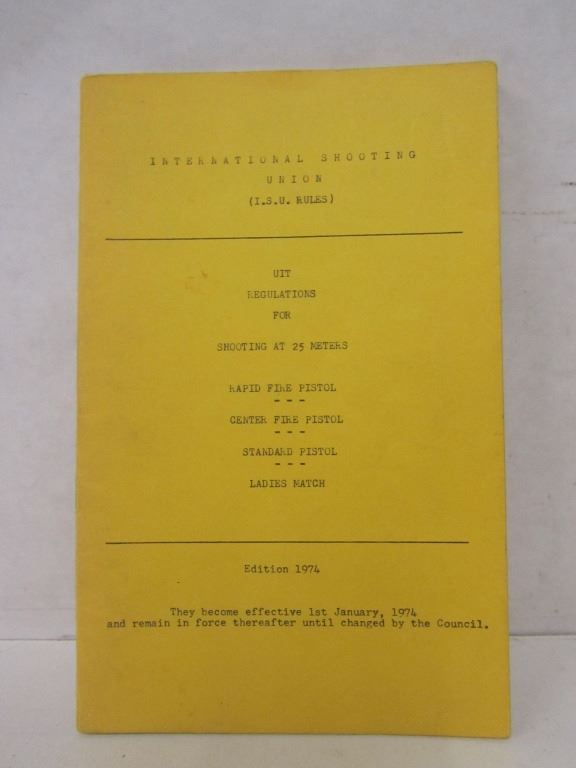 INTERNATIONAL SHOOTING
UNION
(I.S.U. RULES)
UIT
REGULATIONS
FOR
SHOOTING AT 25 METERS
RAPID FIRE PISTOL
- - -
CENTER FIRE PISTOL
- - -
STANDARD PISTOL
- - -
LADIES MATCH
Edition 1974
They become effective 1st January, 1974
and remain in force thereafter until changed by the Council.